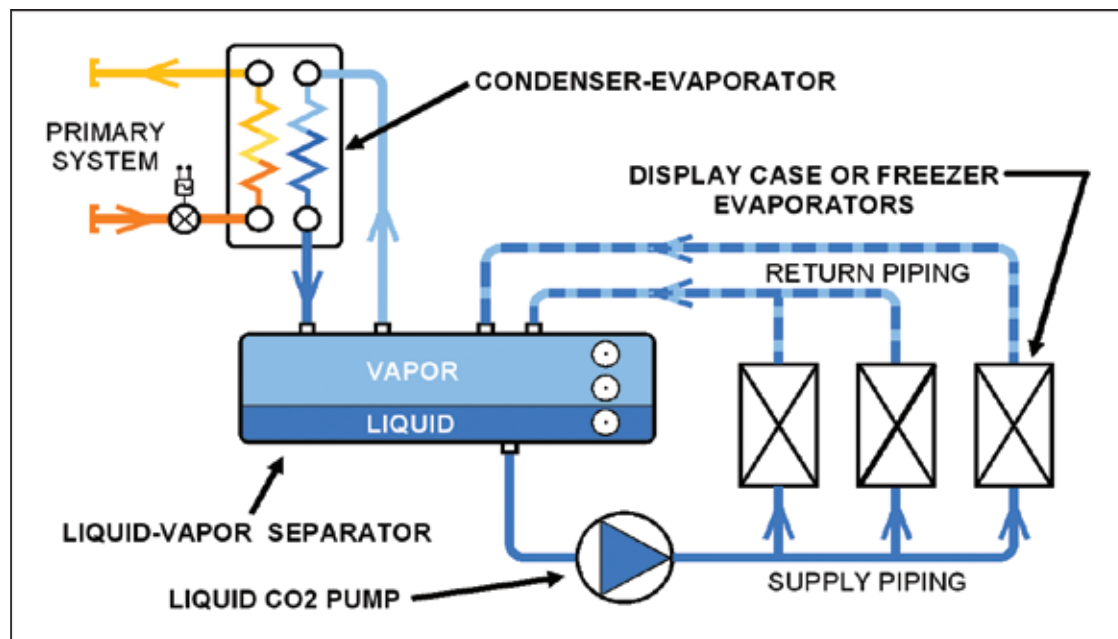 CONDENSER-EVAPORATOR
PRIMARY
SYSTEM
DISPLAY CASE OR FREEZER
EVAPORATORS
RETURN PIPING
VAPOR
LIQUID
LIQUID-VAPOR SEPARATOR
LIQUID CO2 PUMP
SUPPLY PIPING